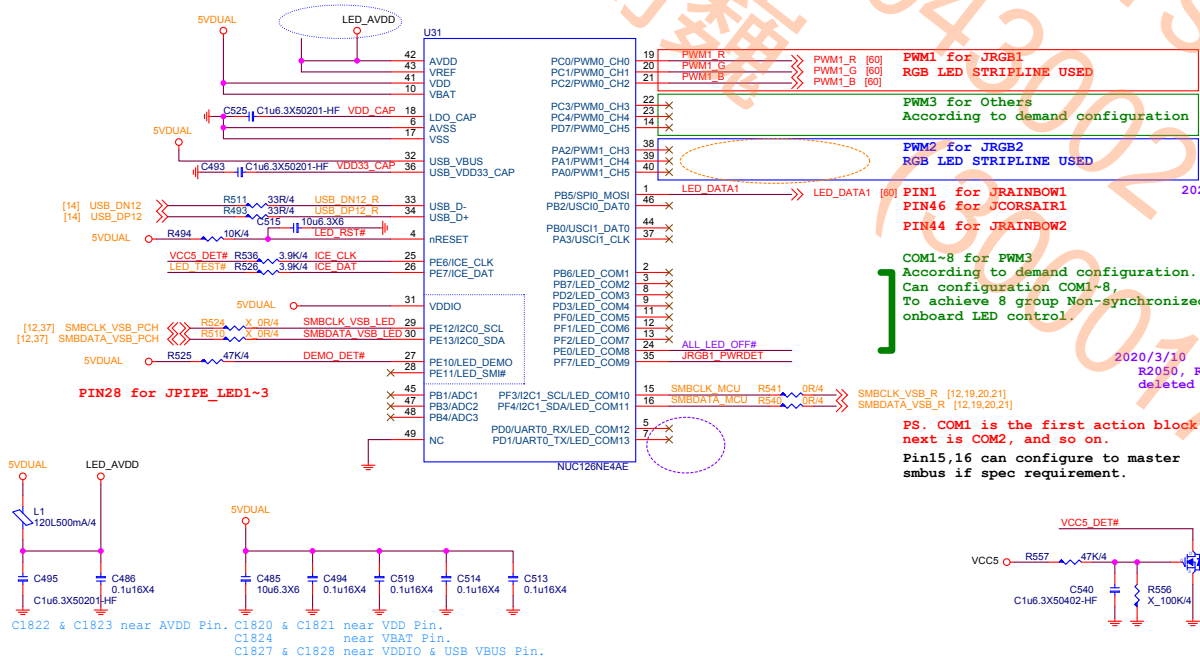 5VDUAL
LED_AVDD
U31
42 AVDD
43 VREF
41 VDD
10 VBAT
C525 C1u6.3X50201-HF VDD_CAP 18 LDO_CAP
6 AVSS
17 VSS
5VDUAL
32 USB_VBUS
C493 C1u6.3X50201-HF VDD33_CAP 36 USB_VDD33_CAP
[14] USB_DN12 R511 33R/4 USB_DN12_R 33 USB_D-
[14] USB_DP12 R493 33R/4 USB_DP12_R 34 USB_D+
C515 10u6.3X6
5VDUAL R494 10K/4 LED_RST# 4 nRESET
VCC5_DET# R536 3.9K/4 ICE_CLK 25 PE6/ICE_CLK
LED_TEST# R526 3.9K/4 ICE_DAT 26 PE7/ICE_DAT
5VDUAL 31 VDDIO
[12,37] SMBCLK_VSB_PCH R524 X_0R/4 SMBCLK_VSB_LED 29 PE12/I2C0_SCL
[12,37] SMBDATA_VSB_PCH R510 X_0R/4 SMBDATA_VSB_LED 30 PE13/I2C0_SDA
5VDUAL R525 47K/4 DEMO_DET# 27 PE10/LED_DEMO
28 PE11/LED_SMI#
PIN28 for JPIPE_LED1~3
45 PB1/ADC1
47 PB3/ADC2
48 PB4/ADC3
49 NC
PC0/PWM0_CH0 19 PWM1_R PWM1_R [60]
PC1/PWM0_CH1 20 PWM1_G PWM1_G [60]
PC2/PWM0_CH2 21 PWM1_B PWM1_B [60]
PWM1 for JRGB1
RGB LED STRIPLINE USED
PC3/PWM0_CH3 22
PC4/PWM0_CH4 23
PD7/PWM0_CH5 14
PWM3 for Others
According to demand configuration
PA2/PWM1_CH3 38
PA1/PWM1_CH4 39
PA0/PWM1_CH5 40
PWM2 for JRGB2
RGB LED STRIPLINE USED
PB5/SPI0_MOSI 1 LED_DATA1 LED_DATA1 [60]
PB2/USCI0_DAT0 46
PB0/USCI1_DAT0 44
PA3/USCI1_CLK 37
PIN1 for JRAINBOW1
PIN46 for JCORSAIR1
PIN44 for JRAINBOW2
202
PB6/LED_COM1 2
PB7/LED_COM2 3
PD2/LED_COM3 8
PD3/LED_COM4 9
PF0/LED_COM5 11
PF1/LED_COM6 12
PF2/LED_COM7 13
PE0/LED_COM8 24 ALL_LED_OFF#
PF7/LED_COM9 35 JRGB1_PWRDET
COM1~8 for PWM3
According to demand configuration.
Can configuration COM1~8,
To achieve 8 group Non-synchronized
onboard LED control.
2020/3/10
R2050, R
deleted
PF3/I2C1_SCL/LED_COM10 15 SMBCLK_MCU R541 0R/4 SMBCLK_VSB_R [12,19,20,21]
PF4/I2C1_SDA/LED_COM11 16 SMBDATA_MCU R540 0R/4 SMBDATA_VSB_R [12,19,20,21]
PD0/UART0_RX/LED_COM12 5
PD1/UART0_TX/LED_COM13 7
NUC126NE4AE
PS. COM1 is the first action block
next is COM2, and so on.
Pin15,16 can configure to master
smbus if spec requirement.
5VDUAL
LED_AVDD
L1
120L500mA/4
C495
C1u6.3X50201-HF
C486
0.1u16X4
5VDUAL
C485
10u6.3X6
C494
0.1u16X4
C519
0.1u16X4
C514
0.1u16X4
C513
0.1u16X4
C1822 & C1823 near AVDD Pin.
C1820 & C1821 near VDD Pin.
C1824 near VBAT Pin.
C1827 & C1828 near VDDIO & USB VBUS Pin.
VCC5_DET#
VCC5 R557 47K/4
C540
C1u6.3X50402-HF
R556
X_100K/4